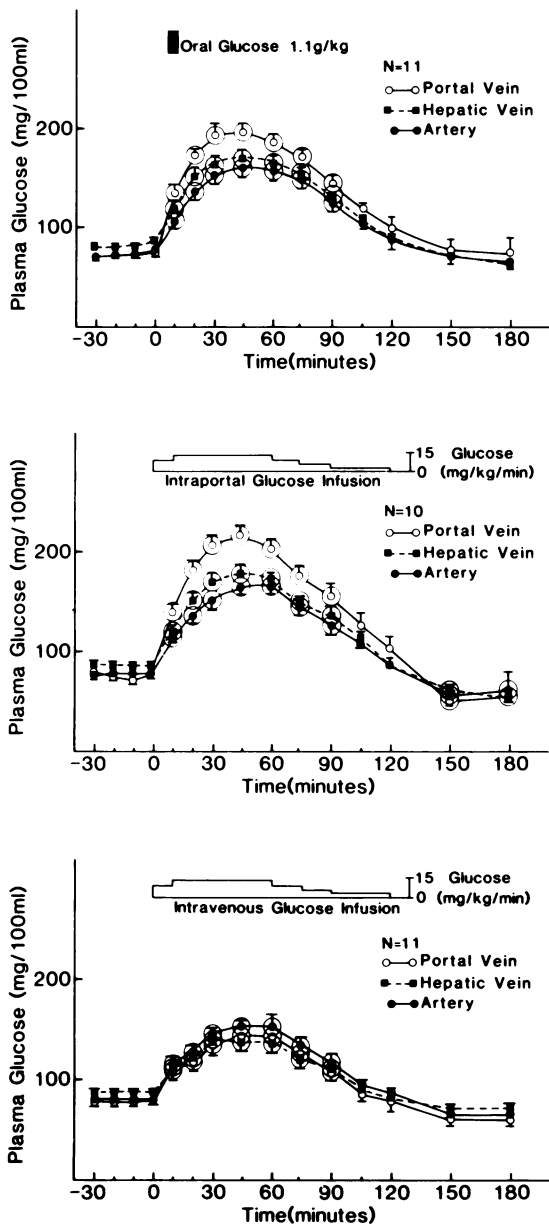 Oral Glucose 1.1g/kg
N=11
Portal Vein
Hepatic Vein
Artery
Plasma Glucose (mg/100ml)
200
100
-30 0 30 60 90 120 150 180
Time(minutes)
15 Glucose
0 (mg/kg/min)
Intraportal Glucose Infusion
N=10
Portal Vein
Hepatic Vein
Artery
Plasma Glucose (mg/100ml)
200
100
-30 0 30 60 90 120 150 180
Time(minutes)
15 Glucose
0 (mg/kg/min)
Intravenous Glucose Infusion
N=11
Portal Vein
Hepatic Vein
Artery
Plasma Glucose (mg/100ml)
200
100
-30 0 30 60 90 120 150 180
Time(minutes)